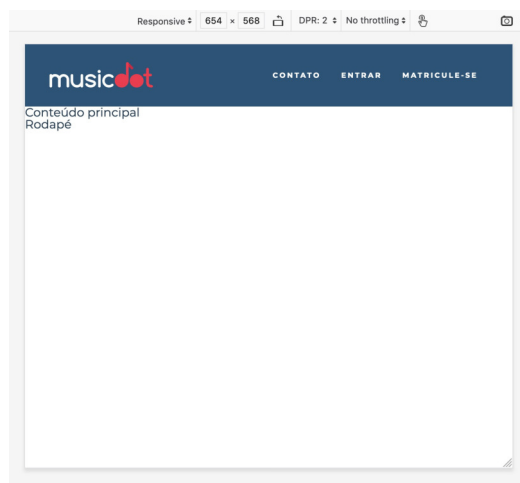 Responsive 654 × 568 DPR: 2 No throttling
musicdot CONTATO ENTRAR MATRICULE-SE
Conteúdo principal
Rodapé